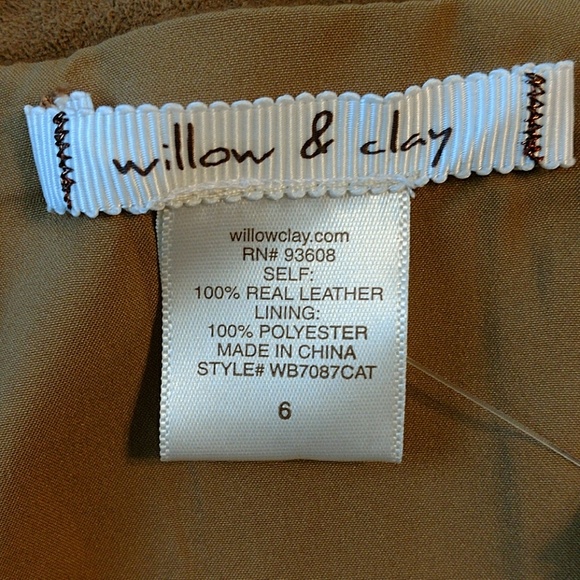 willow & clay
willowclay.com
RN# 93608
SELF:
100% REAL LEATHER
LINING:
100% POLYESTER
MADE IN CHINA
STYLE# WB7087CAT
6